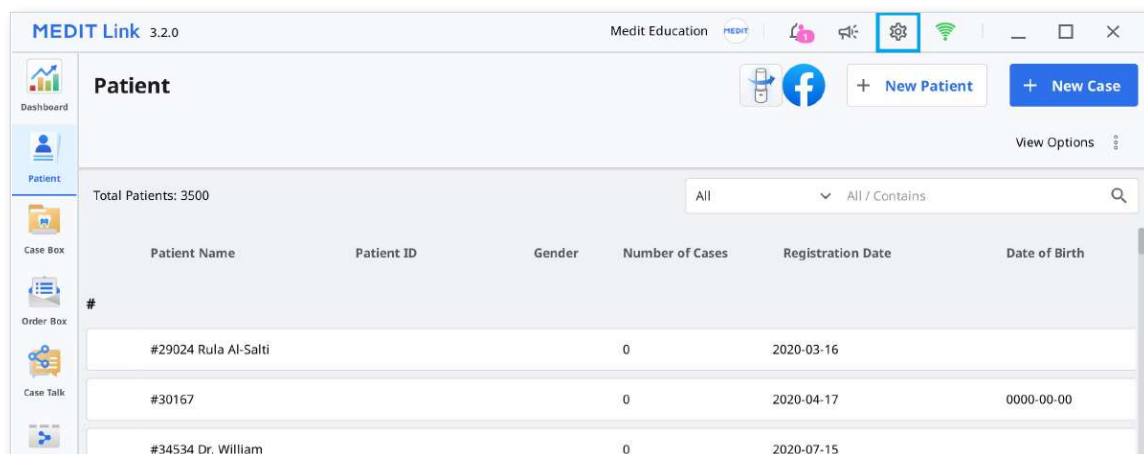 MEDIT Link 3.2.0 Medit Education MEDIT 1
Dashboard
Patient
+ New Patient
+ New Case
View Options
Patient
Total Patients: 3500 All All / Contains
Case Box
Patient Name Patient ID Gender Number of Cases Registration Date Date of Birth
Order Box
#
#29024 Rula Al-Salti 0 2020-03-16
Case Talk
#30167 0 2020-04-17 0000-00-00
#34534 Dr. William 0 2020-07-15